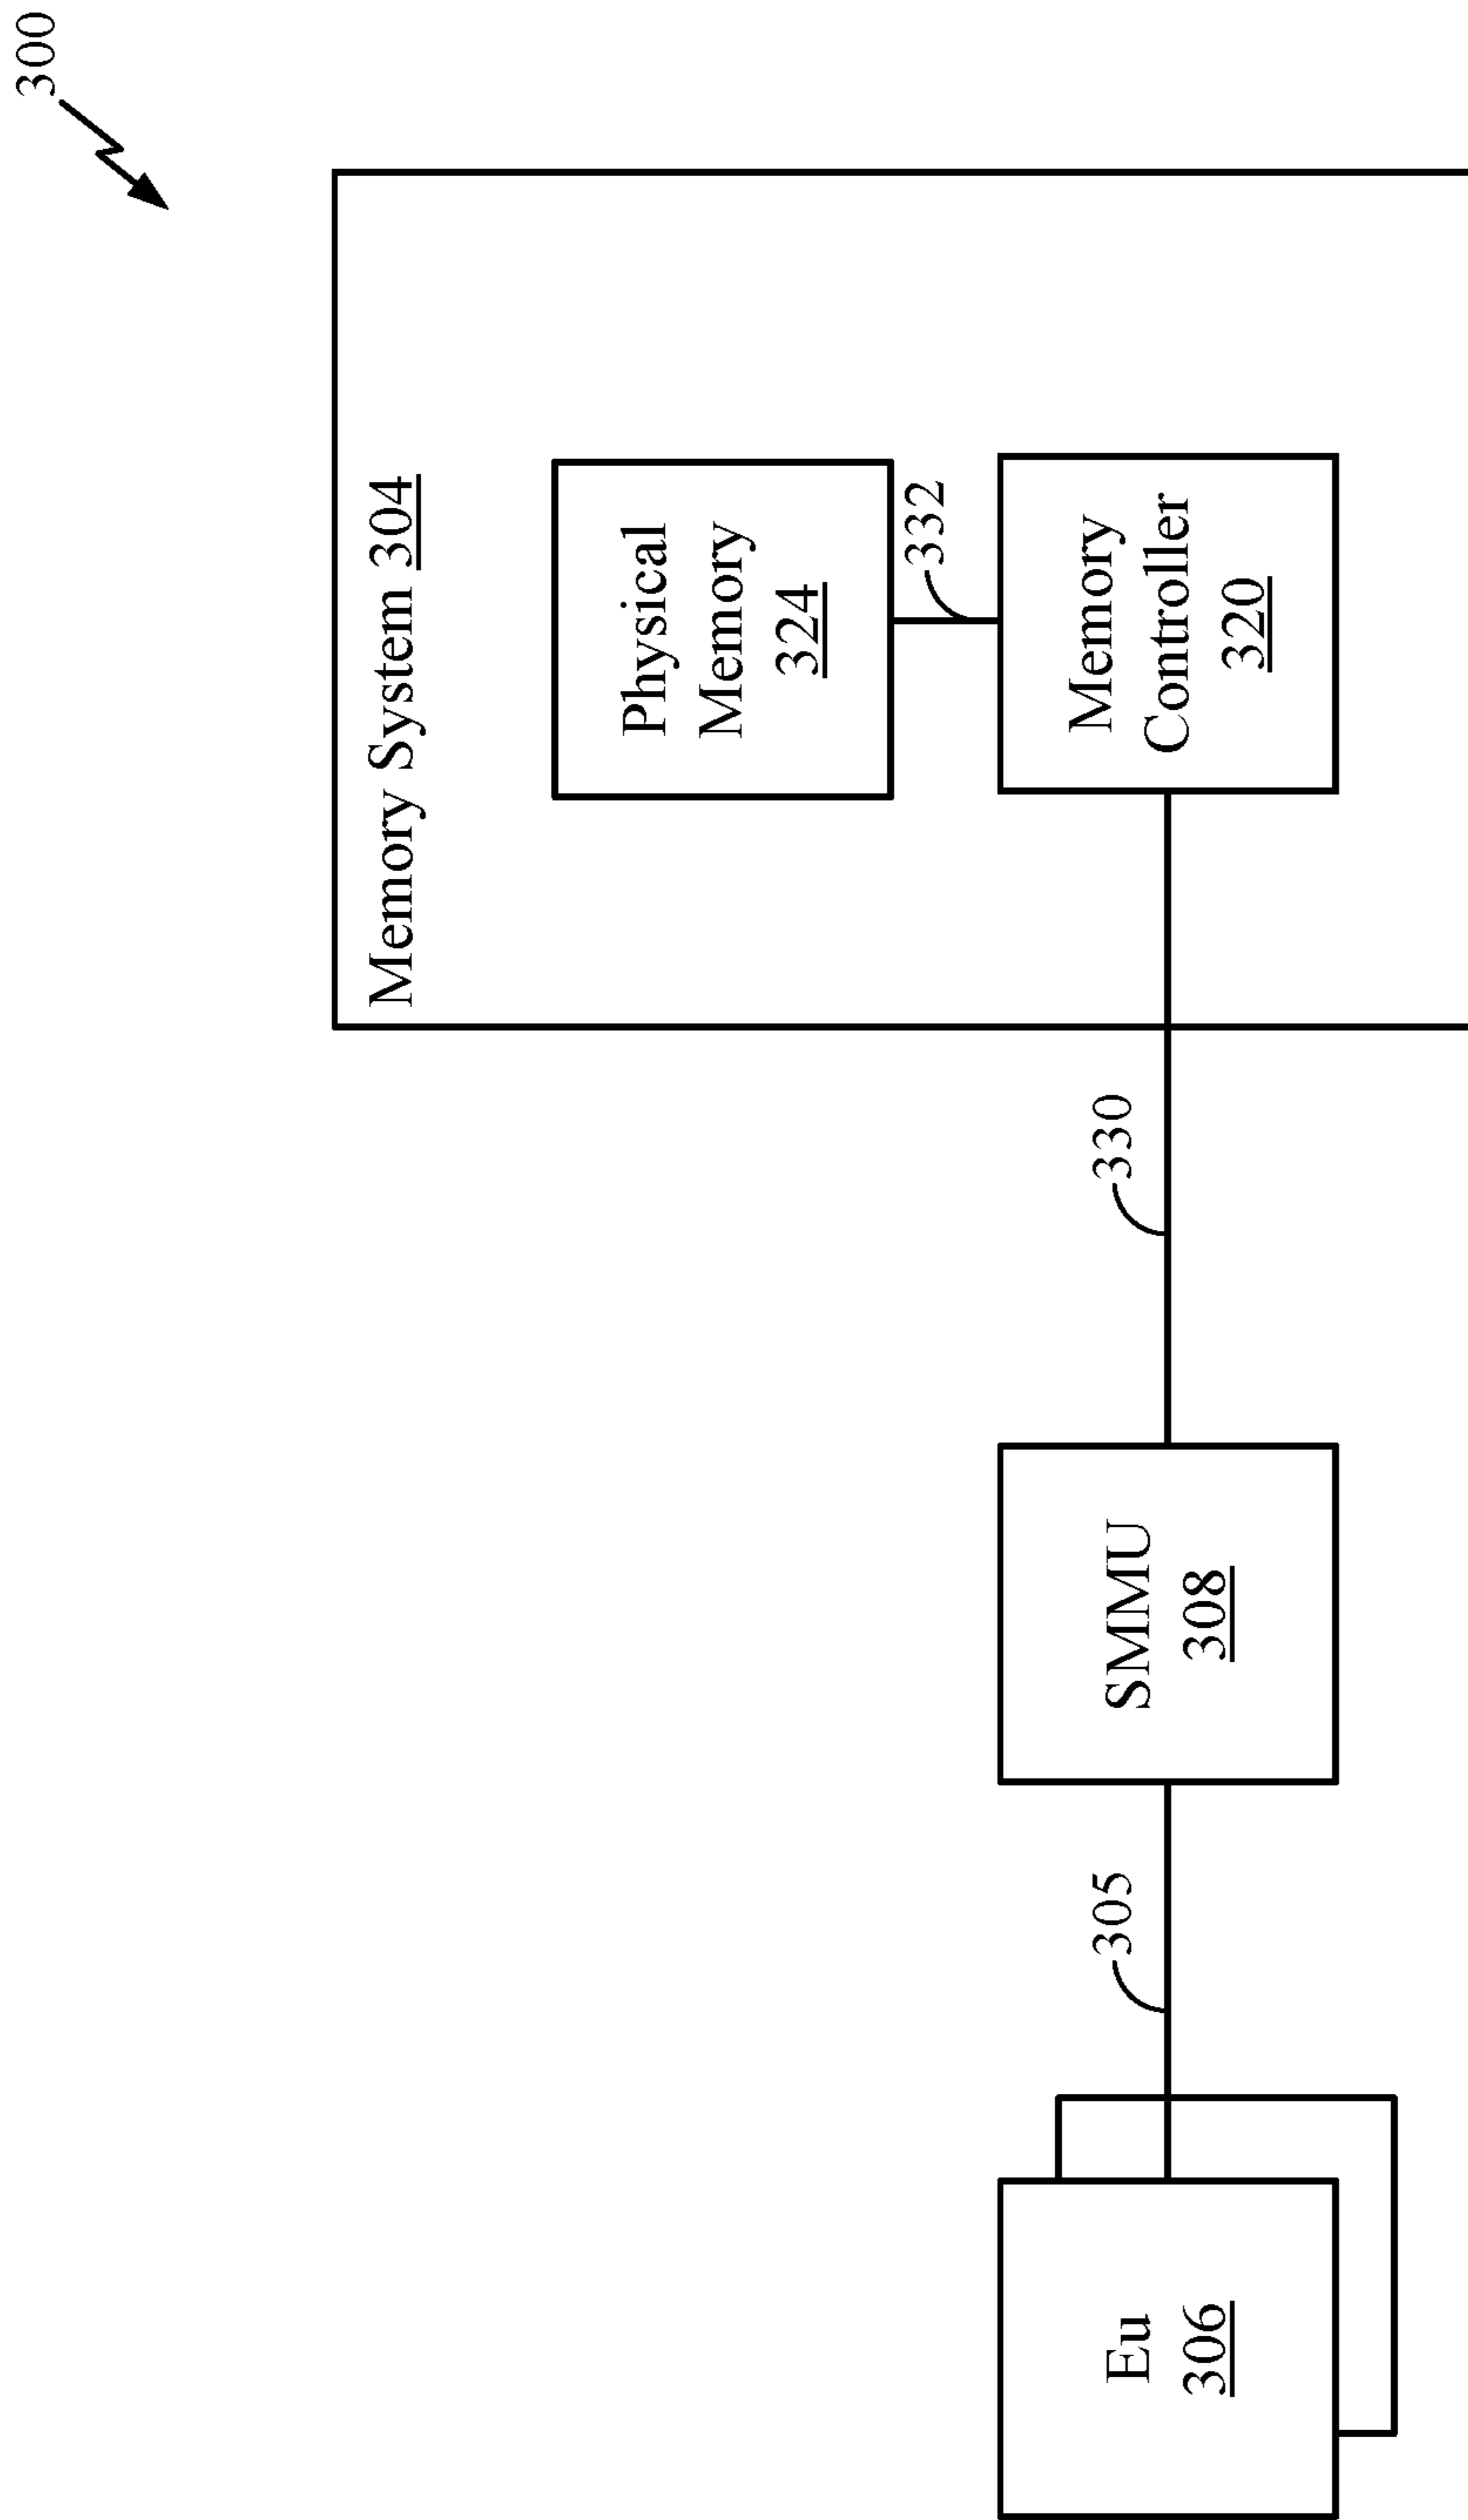 300
Memory System 304
Physical
Memory
324
332
Memory
Controller
320
330
SMMU
308
305
Eu
306